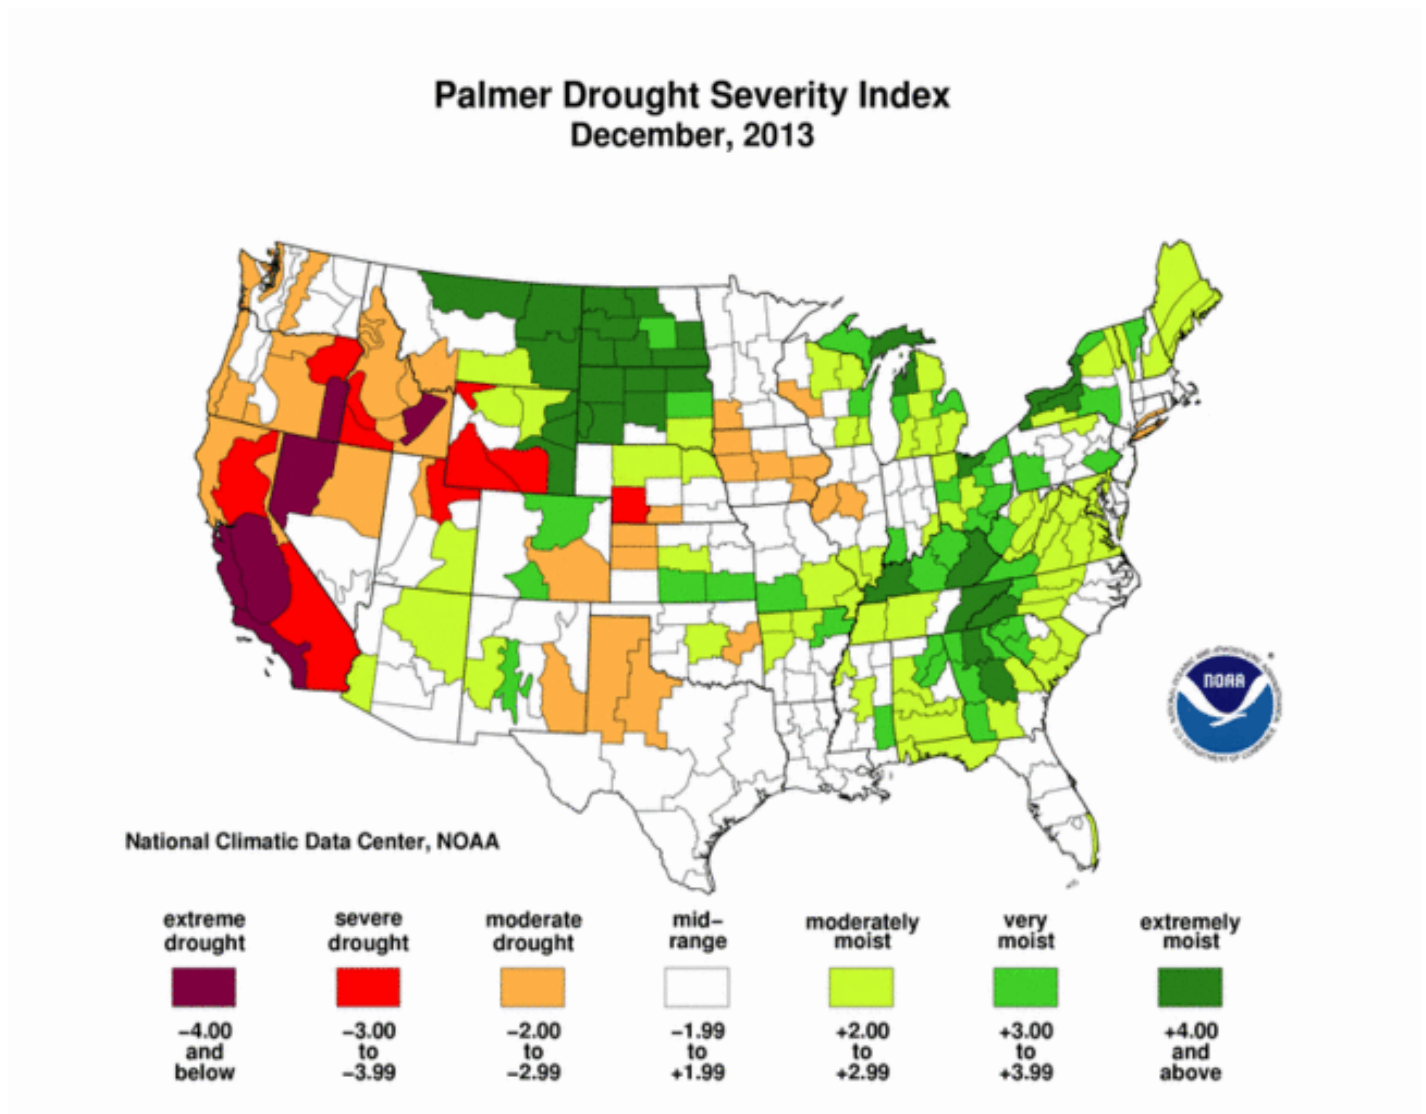 Palmer Drought Severity Index
December, 2013
NOAA
National Climatic Data Center, NOAA
extreme
drought
severe
drought
moderate
drought
mid-
range
moderately
moist
very
moist
extremely
moist
-4.00
and
below
-3.00
to
-3.99
-2.00
to
-2.99
-1.99
to
+1.99
+2.00
to
+2.99
+3.00
to
+3.99
+4.00
and
above